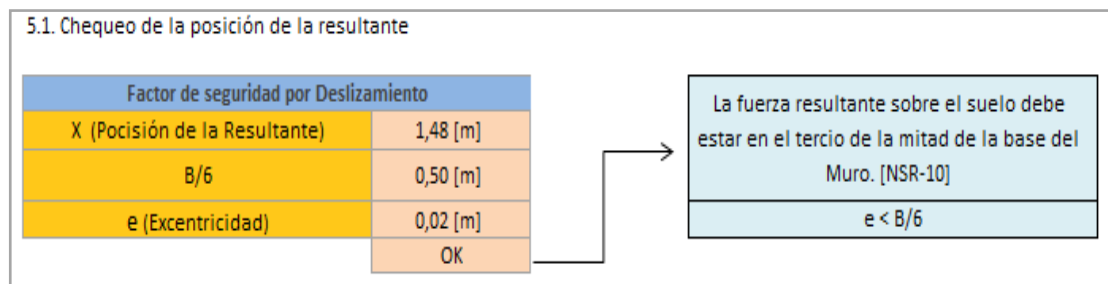 5.1. Chequeo de la posición de la resultante
Factor de seguridad por Deslizamiento
X (Pocisión de la Resultante) 1,48 [m]
B/6 0,50 [m]
e (Excentricidad) 0,02 [m]
OK
La fuerza resultante sobre el suelo debe
estar en el tercio de la mitad de la base del
Muro. [NSR-10]
e < B/6